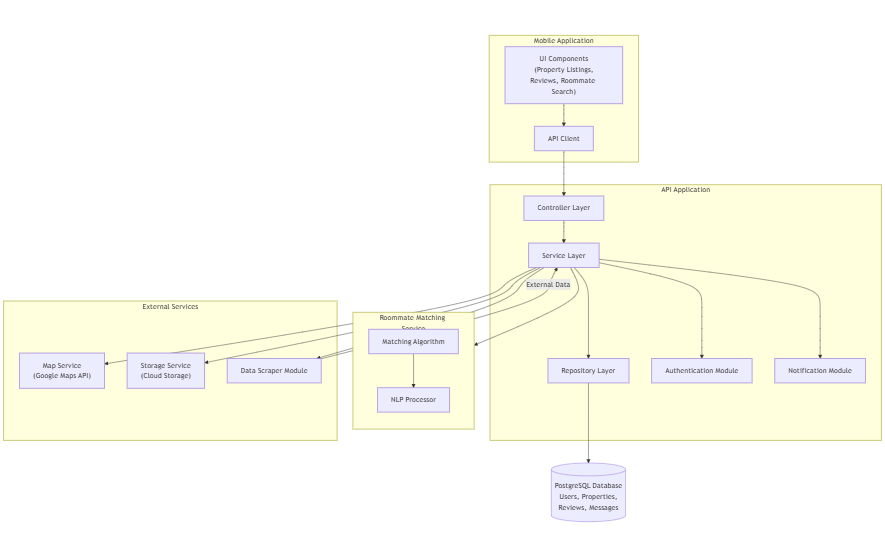 Mobile Application
UI Components
(Property Listings,
Reviews, Roommate
Search)
API Client
API Application
Controller Layer
Service Layer
External Data
External Services
Roommate Matching
Service
Map Service
(Google Maps API)
Storage Service
(Cloud Storage)
Data Scraper Module
Matching Algorithm
NLP Processor
Repository Layer
Authentication Module
Notification Module
PostgreSQL Database
Users, Properties,
Reviews, Messages